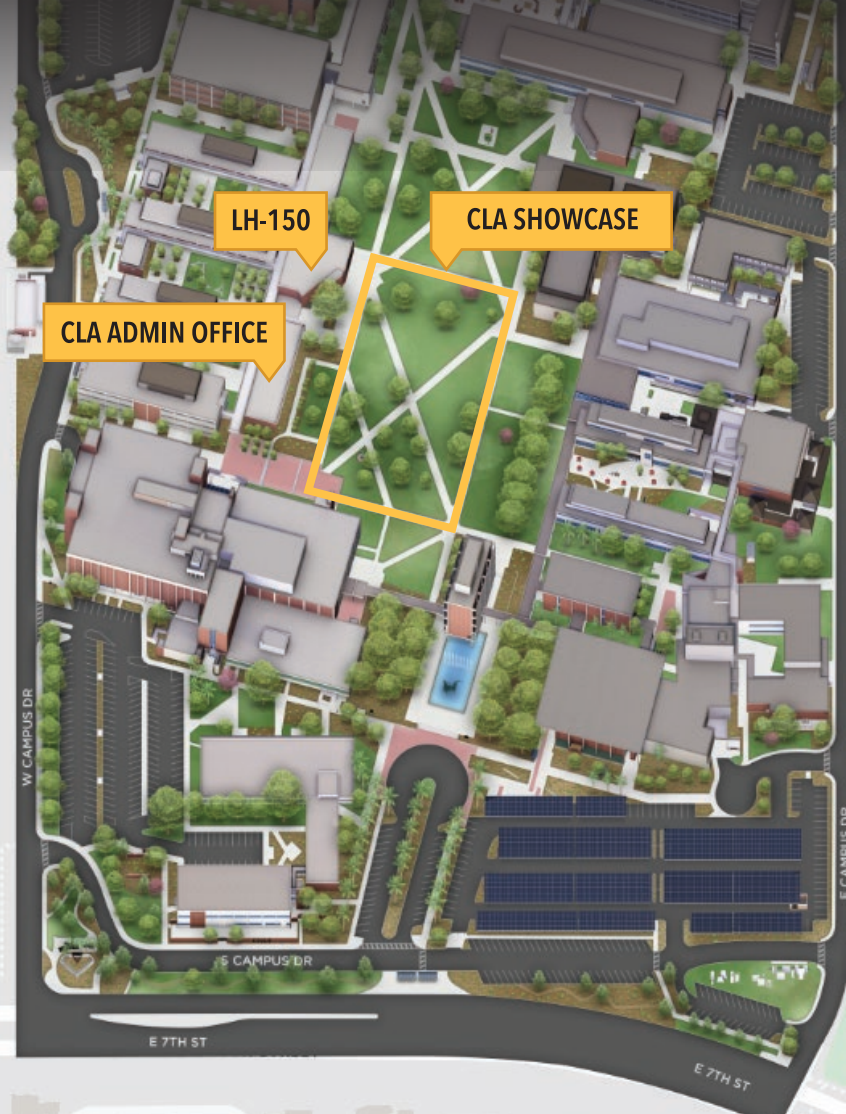 LH-150
CLA SHOWCASE
CLA ADMIN OFFICE
W CAMPUS DR
E CAMPUS DR
S CAMPUS DR
E 7TH ST
E 7TH ST